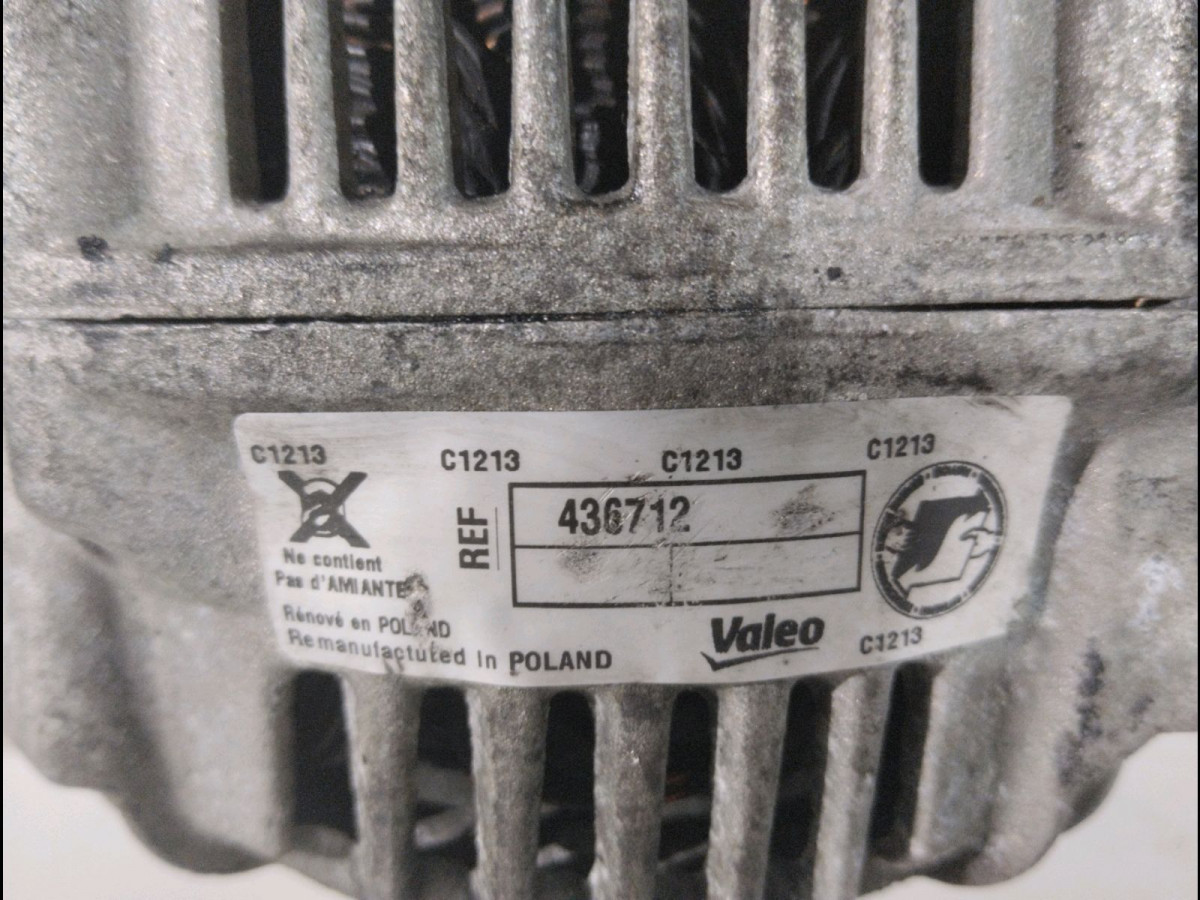 C1213 C1213 C1213 C1213
Ne contient
Pas d'AMIANTE
REF 436712
Rénové en POLAND
Remanufactured In POLAND
Valeo
C1213